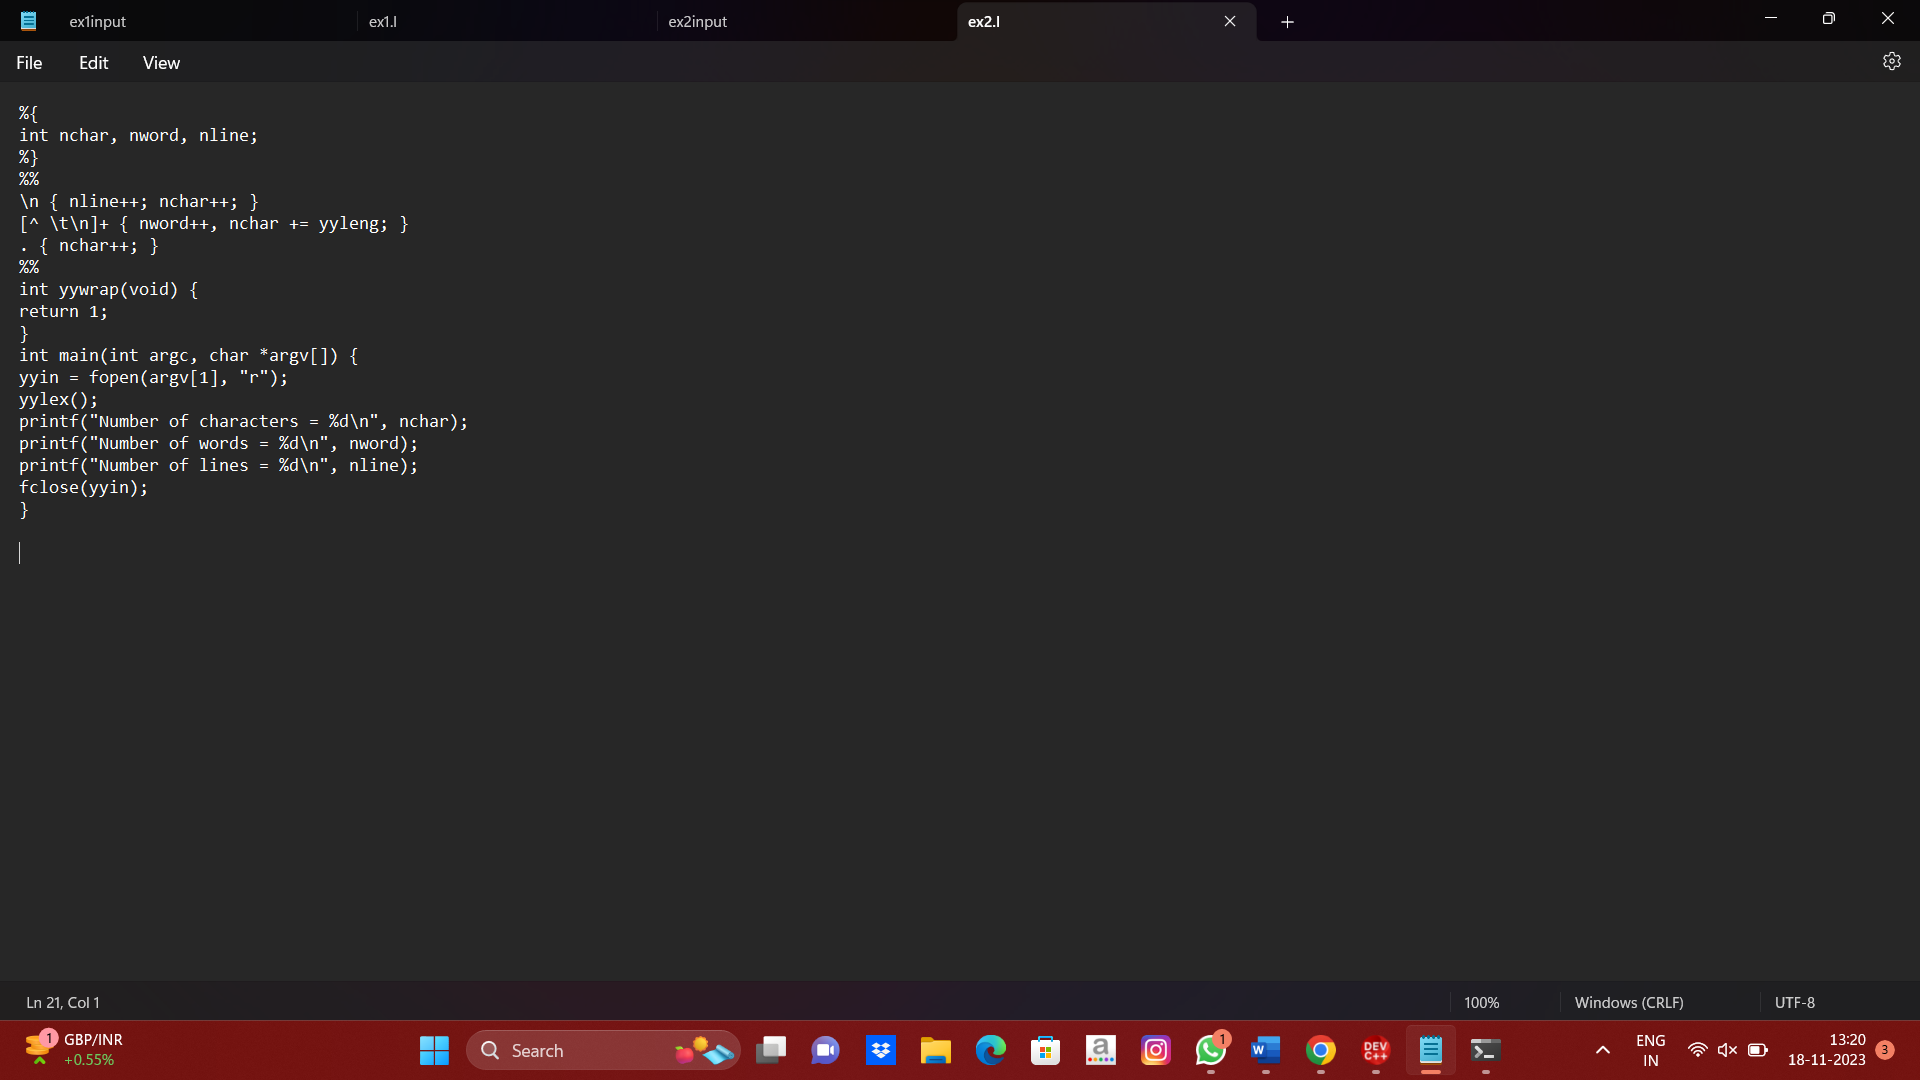 ex1input ex1.l ex2input ex2.l
File Edit View
%{
int nchar, nword, nline;
%}
%%
\n { nline++; nchar++; }
[^ \t\n]+ { nword++, nchar += yyleng; }
. { nchar++; }
%%
int yywrap(void) {
return 1;
}
int main(int argc, char *argv[]) {
yyin = fopen(argv[1], "r");
yylex();
printf("Number of characters = %d\n", nchar);
printf("Number of words = %d\n", nword);
printf("Number of lines = %d\n", nline);
fclose(yyin);
}
Ln 21, Col 1 100% Windows (CRLF) UTF-8
1 GBP/INR
+0.55%
Search
a
1
W
DEV
C++
ENG
IN
13:20
18-11-2023
3